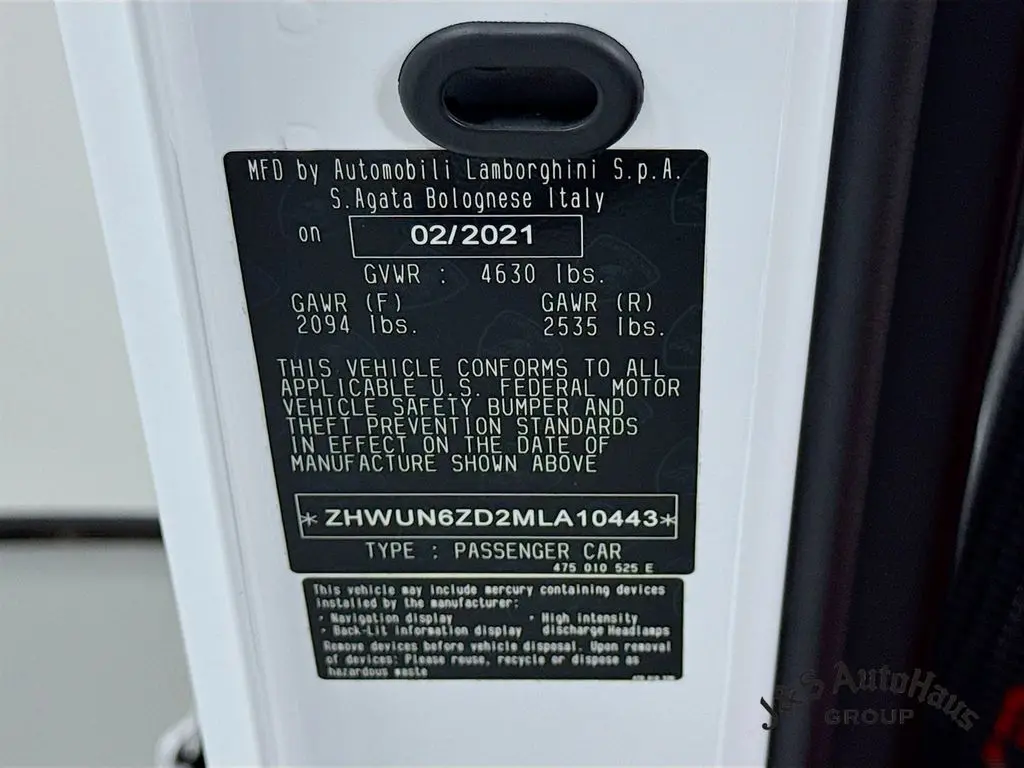 MFD by Automobili Lamborghini S.p.A.
S.Agata Bolognese Italy
on 02/2021
GVWR : 4630 lbs.
GAWR (F) GAWR (R)
2094 lbs. 2535 lbs.
THIS VEHICLE CONFORMS TO ALL
APPLICABLE U.S. FEDERAL MOTOR
VEHICLE SAFETY BUMPER AND
THEFT PREVENTION STANDARDS
IN EFFECT ON THE DATE OF
MANUFACTURE SHOWN ABOVE
*ZHWUN6ZD2MLA10443*
TYPE : PASSENGER CAR
475 010 525 E
This vehicle may include mercury containing devices
installed by the manufacturer:
· Navigation display · High intensity
· Back-Lit information display discharge Headlamps
Remove devices before vehicle disposal. Upon removal
of devices: Please reuse, recycle or dispose as
hazardous waste
J&S AutoHaus
GROUP